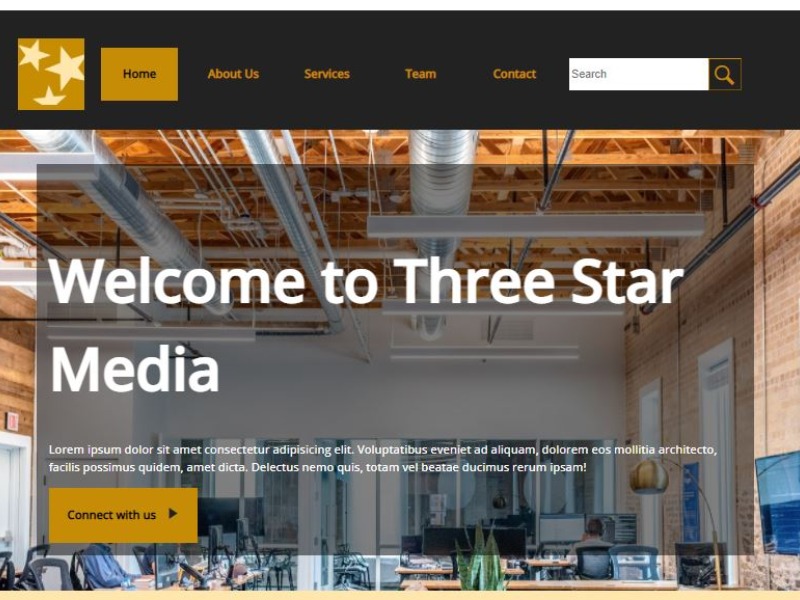 Home About Us Services Team Contact Search
Welcome to Three Star
Media
Lorem ipsum dolor sit amet consectetur adipisicing elit. Voluptatibus eveniet ad aliquam, dolorem eos mollitia architecto,
facilis possimus quidem, amet dicta. Delectus nemo quis, totam vel beatae ducimus rerum ipsam!
Connect with us